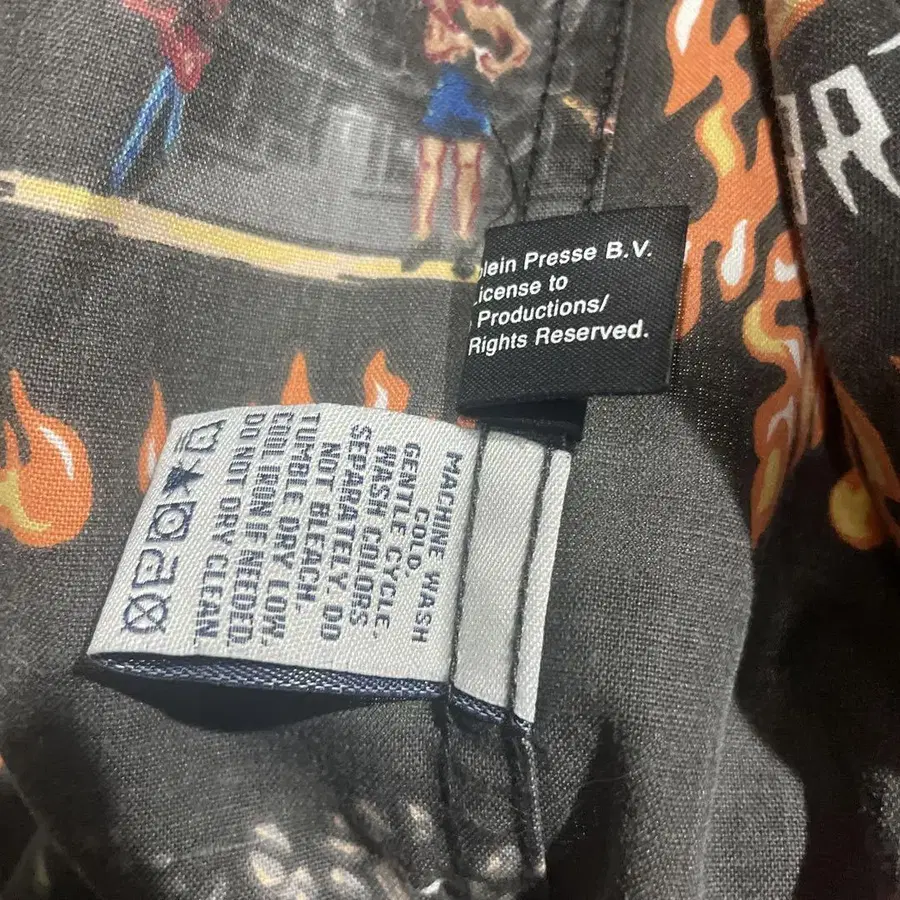 plein Presse B.V.
License to
Productions/
Rights Reserved.
MACHINE WASH
COLD.
GENTLE CYCLE.
WASH COLORS
SEPARATELY. DO
NOT BLEACH.
TUMBLE DRY LOW.
COOL IRON IF NEEDED.
DO NOT DRY CLEAN.